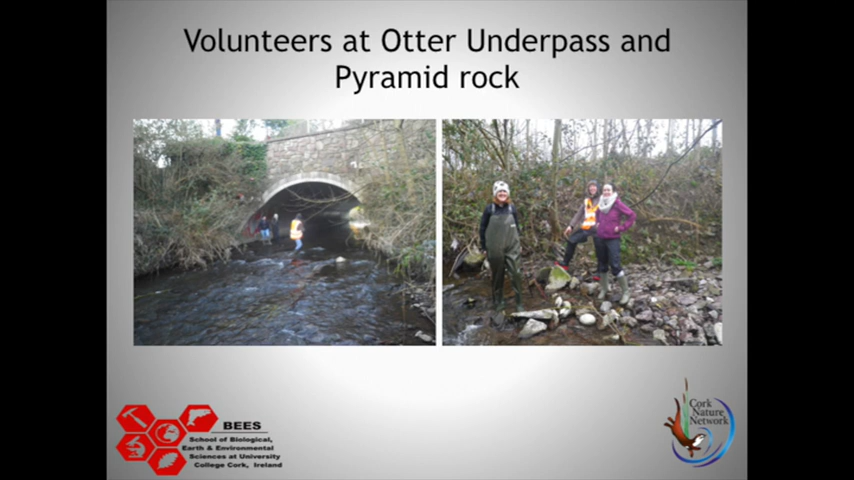 Volunteers at Otter Underpass and
Pyramid rock
BEES
School of Biological,
Earth & Environmental
Sciences at University
College Cork, Ireland
Cork
Nature
Network